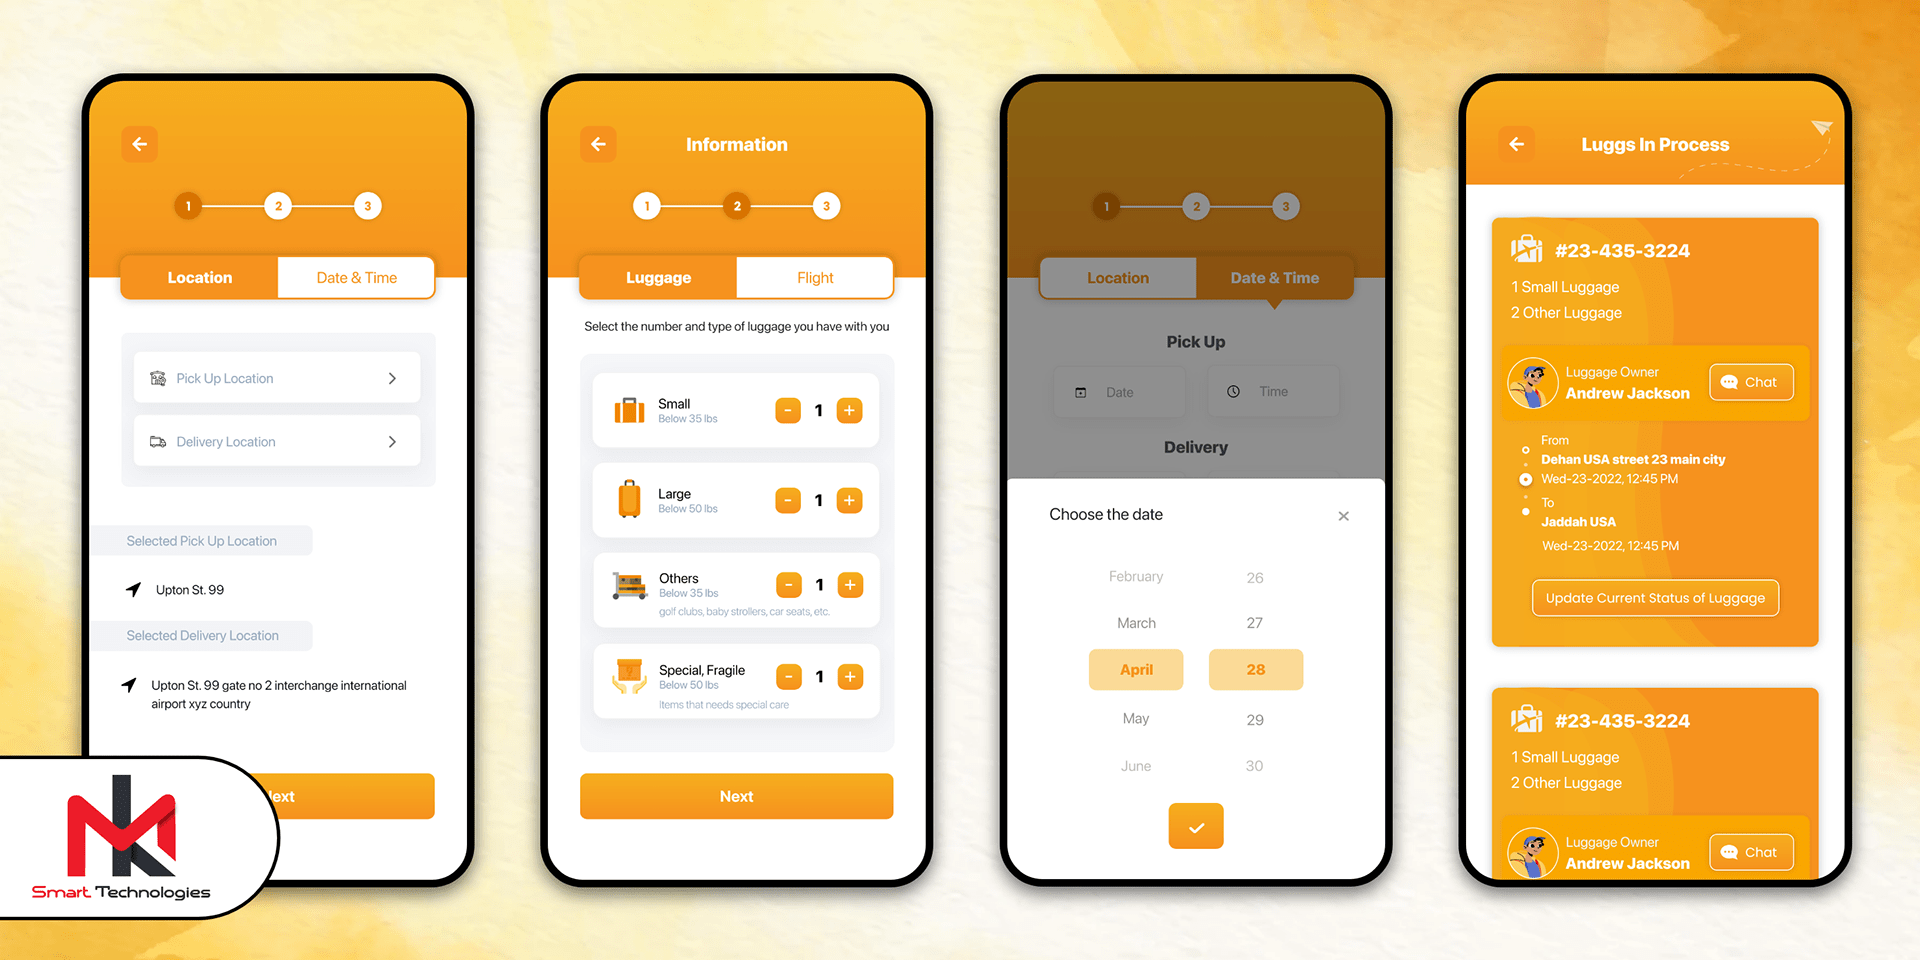 1 2 3
Location Date & Time
Pick Up Location
Delivery Location
Selected Pick Up Location
Upton St. 99
Selected Delivery Location
Upton St. 99 gate no 2 interchange international
airport xyz country
ext
Smart Technologies
Information
1 2 3
Luggage Flight
Select the number and type of luggage you have with you
Small
Below 35 lbs
- 1 +
Large
Below 50 lbs
- 1 +
Others
Below 35 lbs
golf clubs, baby strollers, car seats, etc.
- 1 +
Special, Fragile
Below 50 lbs
Items that needs special care
- 1 +
Next
1 2 3
Location Date & Time
Pick Up
Date Time
Delivery
Choose the date
February 26
March 27
April 28
May 29
June 30
Luggs In Process
#23-435-3224
1 Small Luggage
2 Other Luggage
Luggage Owner
Andrew Jackson
Chat
From
Dehan USA street 23 main city
Wed-23-2022, 12:45 PM
To
Jaddah USA
Wed-23-2022, 12:45 PM
Update Current Status of Luggage
#23-435-3224
1 Small Luggage
2 Other Luggage
Luggage Owner
Andrew Jackson
Chat